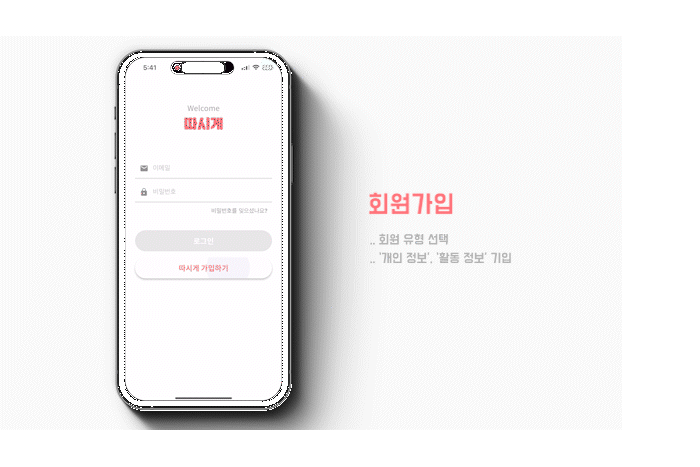 5:41
Welcome
따시게
이메일
비밀번호
비밀번호를 잊으셨나요?
로그인
따시게 가입하기
회원가입
.. 회원 유형 선택
.. '개인 정보', '활동 정보' 기입